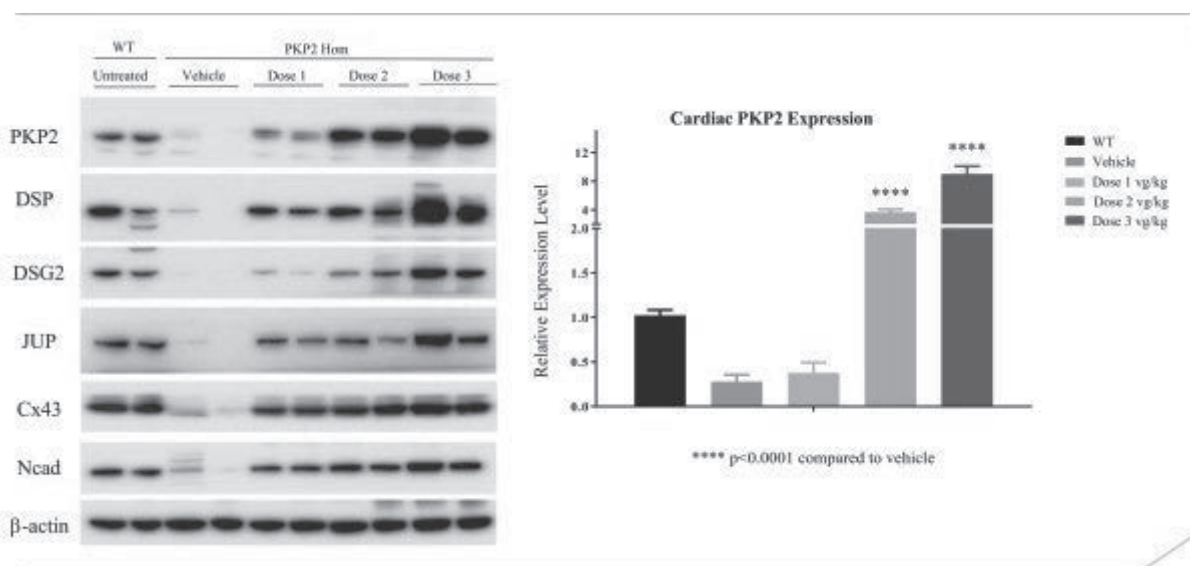 WT
PKP2 Hom
Untreated
Vehicle
Dose 1
Dose 2
Dose 3
PKP2
DSP
DSG2
JUP
Cx43
Ncad
β-actin
Cardiac PKP2 Expression
Relative Expression Level
12
8
4
2.0
1.5
1.0
0.5
0.0
****
****
WT
Vehicle
Dose 1 vg/kg
Dose 2 vg/kg
Dose 3 vg/kg
**** p<0.0001 compared to vehicle